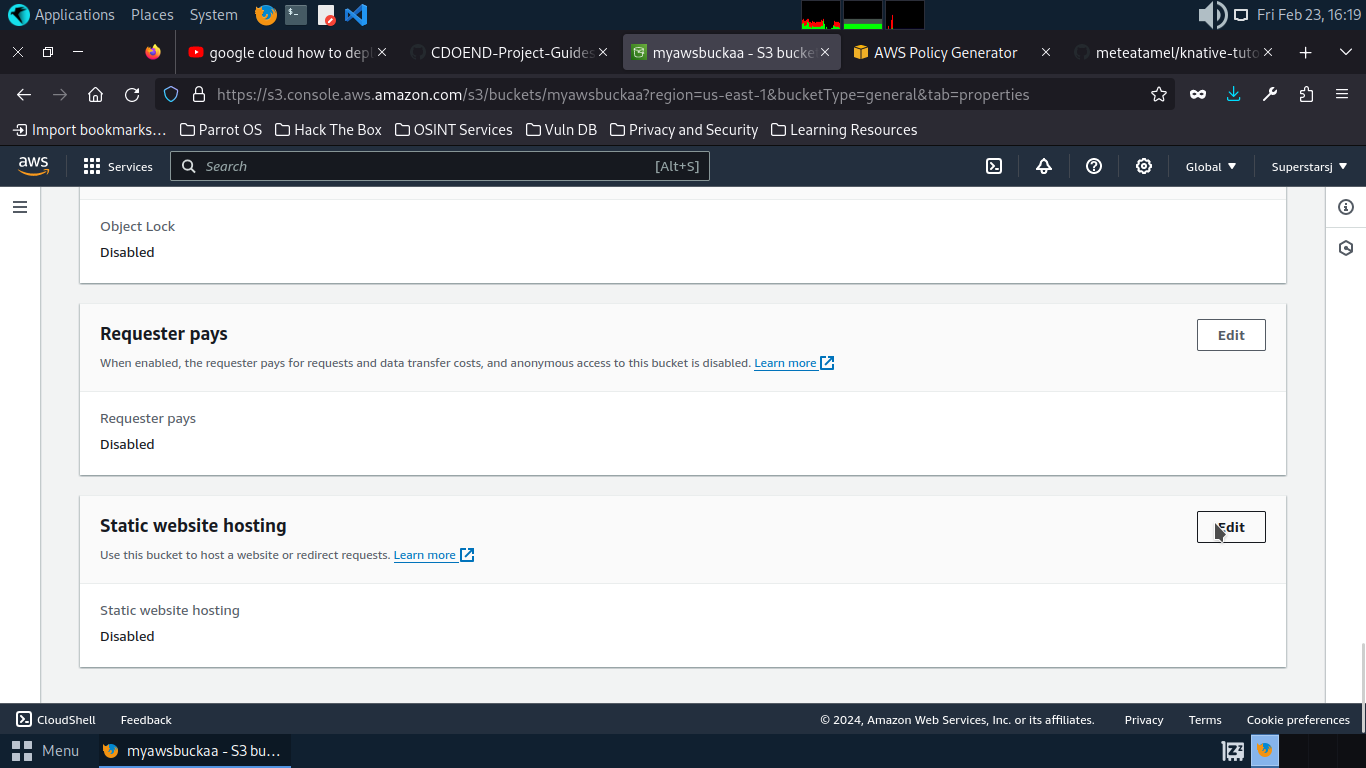 Applications Places System Fri Feb 23, 16:19
google cloud how to depl CDOEND-Project-Guides myawsbuckaa - S3 bucke AWS Policy Generator meteatamel/knative-tuto
https://s3.console.aws.amazon.com/s3/buckets/myawsbuckaa?region=us-east-1&bucketType=general&tab=properties
Import bookmarks... Parrot OS Hack The Box OSINT Services Vuln DB Privacy and Security Learning Resources
aws Services Search [Alt+S] Global Superstarsj
Object Lock
Disabled
Requester pays Edit
When enabled, the requester pays for requests and data transfer costs, and anonymous access to this bucket is disabled. Learn more
Requester pays
Disabled
Static website hosting Edit
Use this bucket to host a website or redirect requests. Learn more
Static website hosting
Disabled
CloudShell Feedback © 2024, Amazon Web Services, Inc. or its affiliates. Privacy Terms Cookie preferences
Menu myawsbuckaa - S3 bu...